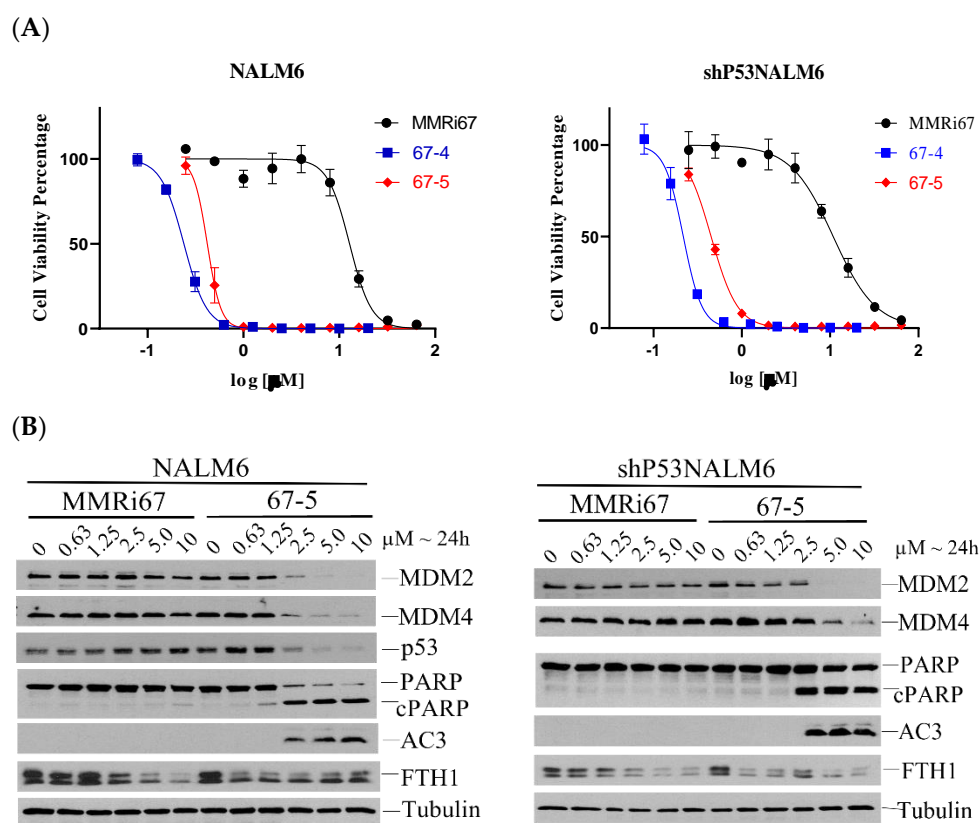 (A)
NALM6
Cell Viability Percentage
100
50
0
-1
0
1
2
log [μM]
MMRi67
67-4
67-5
shP53NALM6
Cell Viability Percentage
100
50
0
-1
0
1
2
log [μM]
MMRi67
67-4
67-5
(B)
NALM6
MMRi67
67-5
0 0.63 1.25 2.5 5.0 10 0 0.63 1.25 2.5 5.0 10
μM ~ 24h
MDM2
MDM4
p53
PARP
cPARP
AC3
FTH1
Tubulin
shP53NALM6
MMRi67
67-5
0 0.63 1.25 2.5 5.0 10 0 0.63 1.25 2.5 5.0 10
μM ~ 24h
MDM2
MDM4
PARP
cPARP
AC3
FTH1
Tubulin